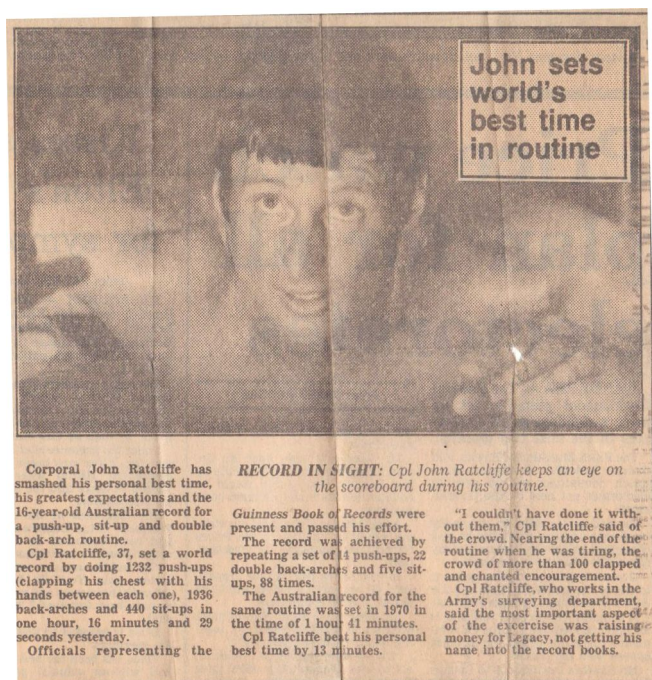 John sets
world's
best time
in routine
RECORD IN SIGHT: Cpl John Ratcliffe keeps an eye on
the scoreboard during his routine.
Corporal John Ratcliffe has
smashed his personal best time,
his greatest expectations and the
16-year-old Australian record for
a push-up, sit-up and double
back-arch routine.
Cpl Ratcliffe, 37, set a world
record by doing 1232 push-ups
(clapping his chest with his
hands between each one), 1936
back-arches and 440 sit-ups in
one hour, 16 minutes and 29
seconds yesterday.
Officials representing the
Guinness Book of Records were
present and passed his effort.
The record was achieved by
repeating a set of 14 push-ups, 22
double back-arches and five sit-
ups, 88 times.
The Australian record for the
same routine was set in 1970 in
the time of 1 hour 41 minutes.
Cpl Ratcliffe beat his personal
best time by 13 minutes.
"I couldn't have done it with-
out them," Cpl Ratcliffe said of
the crowd. Nearing the end of the
routine when he was tiring, the
crowd of more than 100 clapped
and chanted encouragement.
Cpl Ratcliffe, who works in the
Army's surveying department,
said the most important aspect
of the excercise was raising
money for Legacy, not getting his
name into the record books.